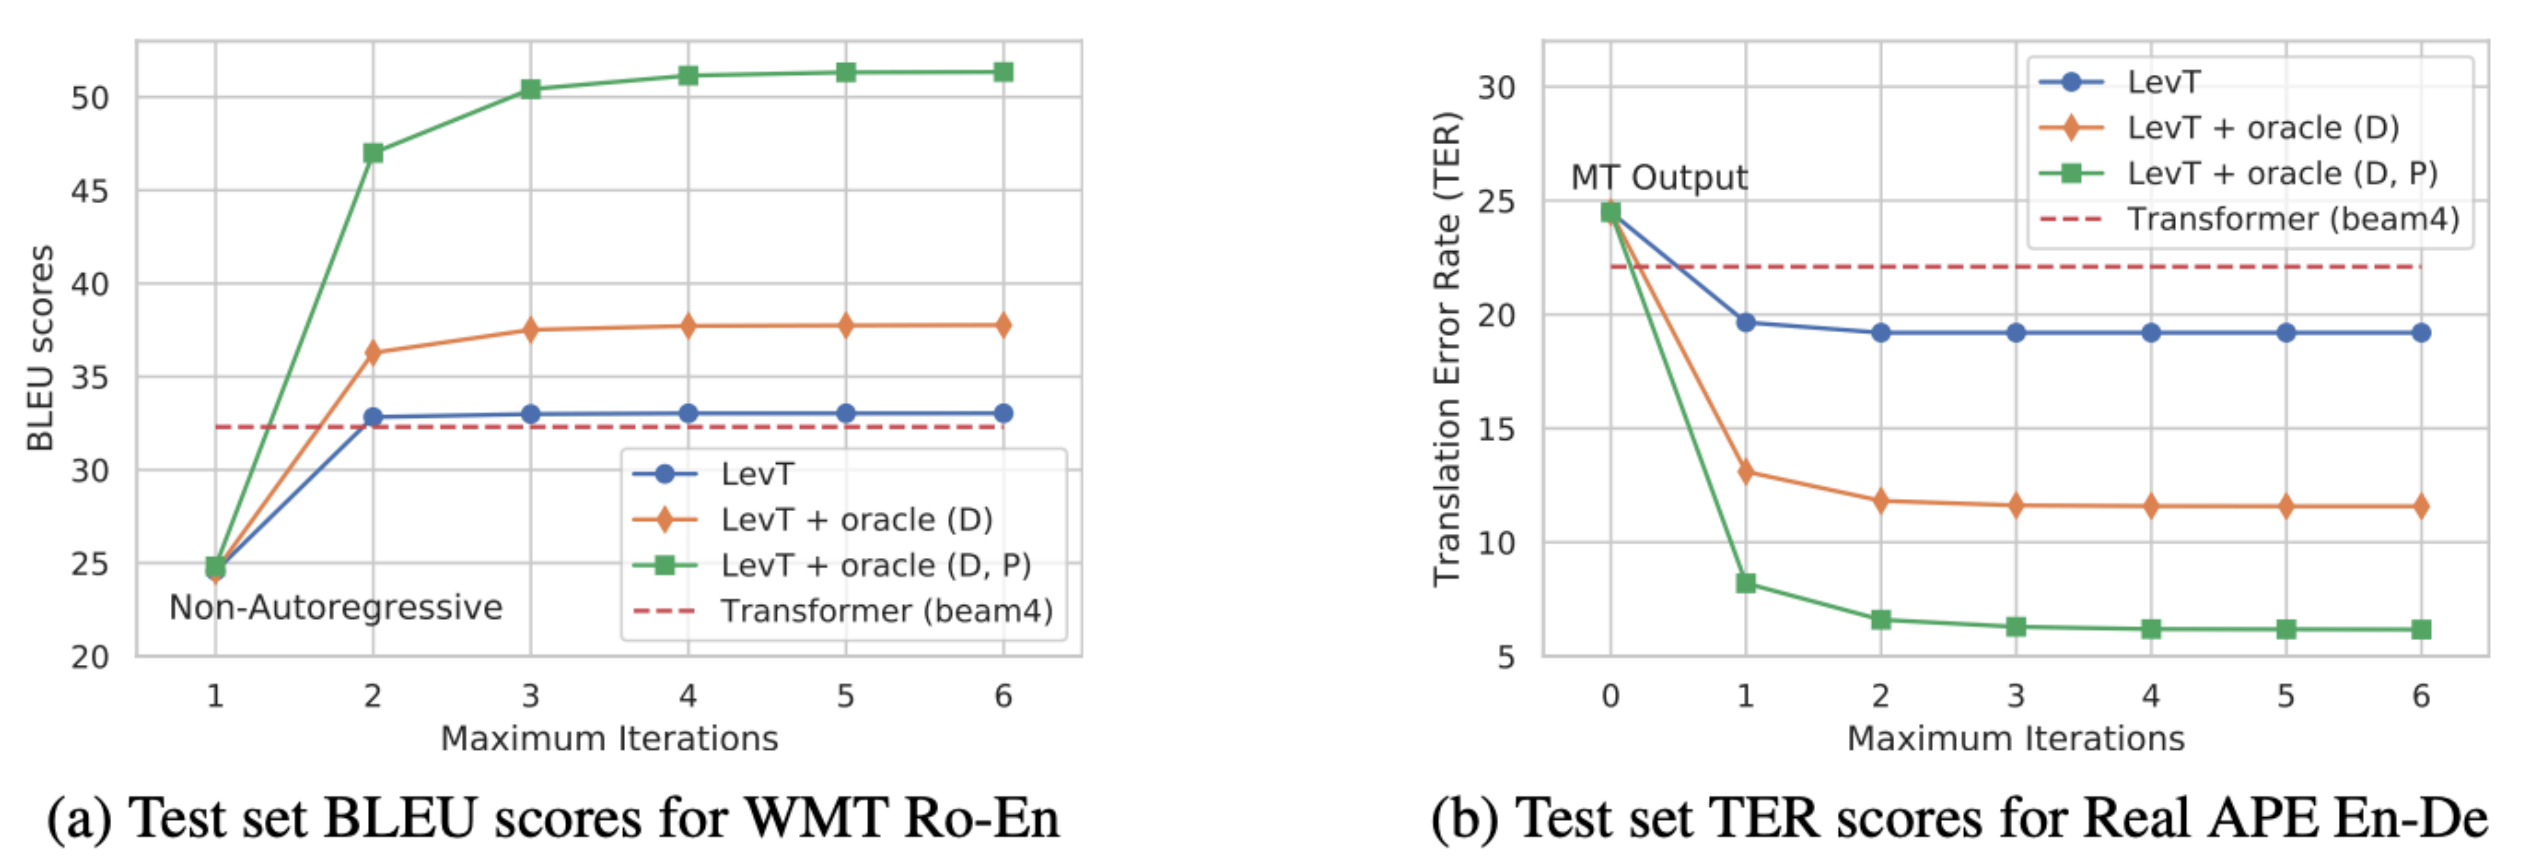 BLEU scores
50
45
40
35
30
25
20
Non-Autoregressive
LevT
LevT + oracle (D)
LevT + oracle (D, P)
Transformer (beam4)
1 2 3 4 5 6
Maximum Iterations
(a) Test set BLEU scores for WMT Ro-En
Translation Error Rate (TER)
30
25
20
15
10
5
MT Output
LevT
LevT + oracle (D)
LevT + oracle (D, P)
Transformer (beam4)
0 1 2 3 4 5 6
Maximum Iterations
(b) Test set TER scores for Real APE En-De